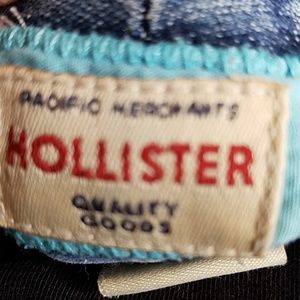 PACIFIC MERCHANTS
HOLLISTER
QUALITY
GOODS